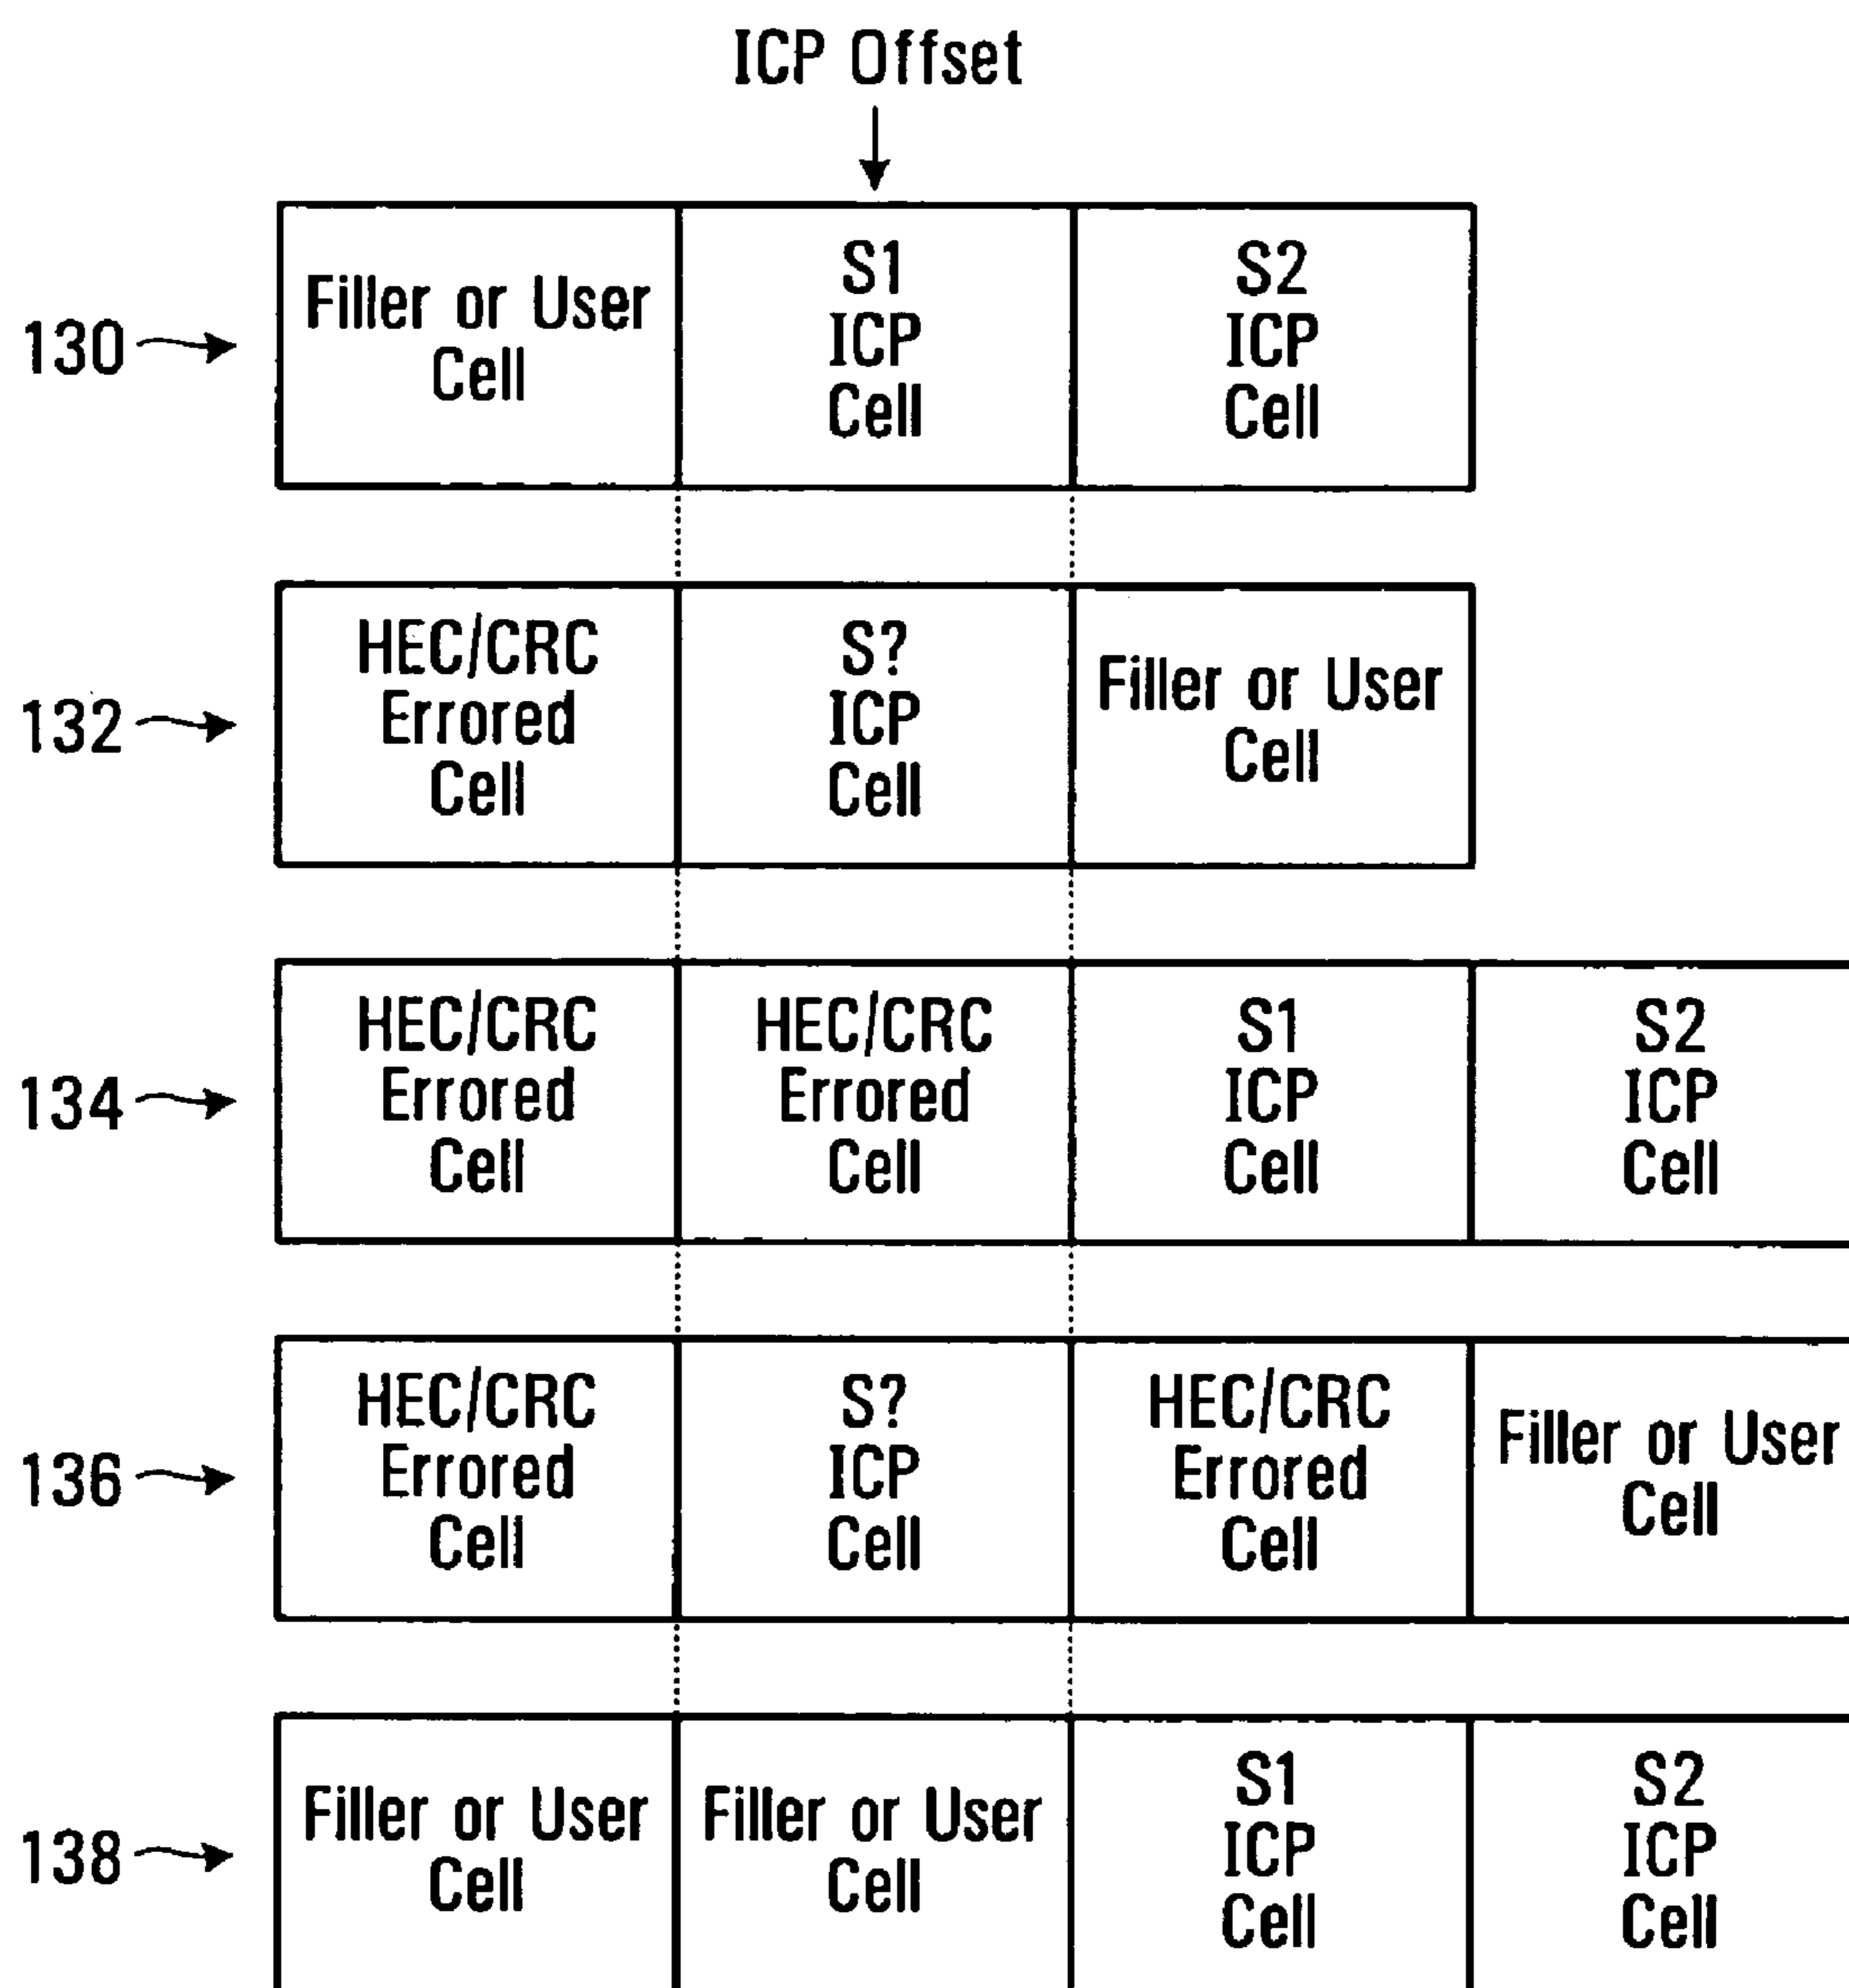 ICP Offset
130
Filler or User
Cell
S1
ICP
Cell
S2
ICP
Cell
132
HEC/CRC
Errored
Cell
S?
ICP
Cell
Filler or User
Cell
134
HEC/CRC
Errored
Cell
HEC/CRC
Errored
Cell
S1
ICP
Cell
S2
ICP
Cell
136
HEC/CRC
Errored
Cell
S?
ICP
Cell
HEC/CRC
Errored
Cell
Filler or User
Cell
138
Filler or User
Cell
Filler or User
Cell
S1
ICP
Cell
S2
ICP
Cell